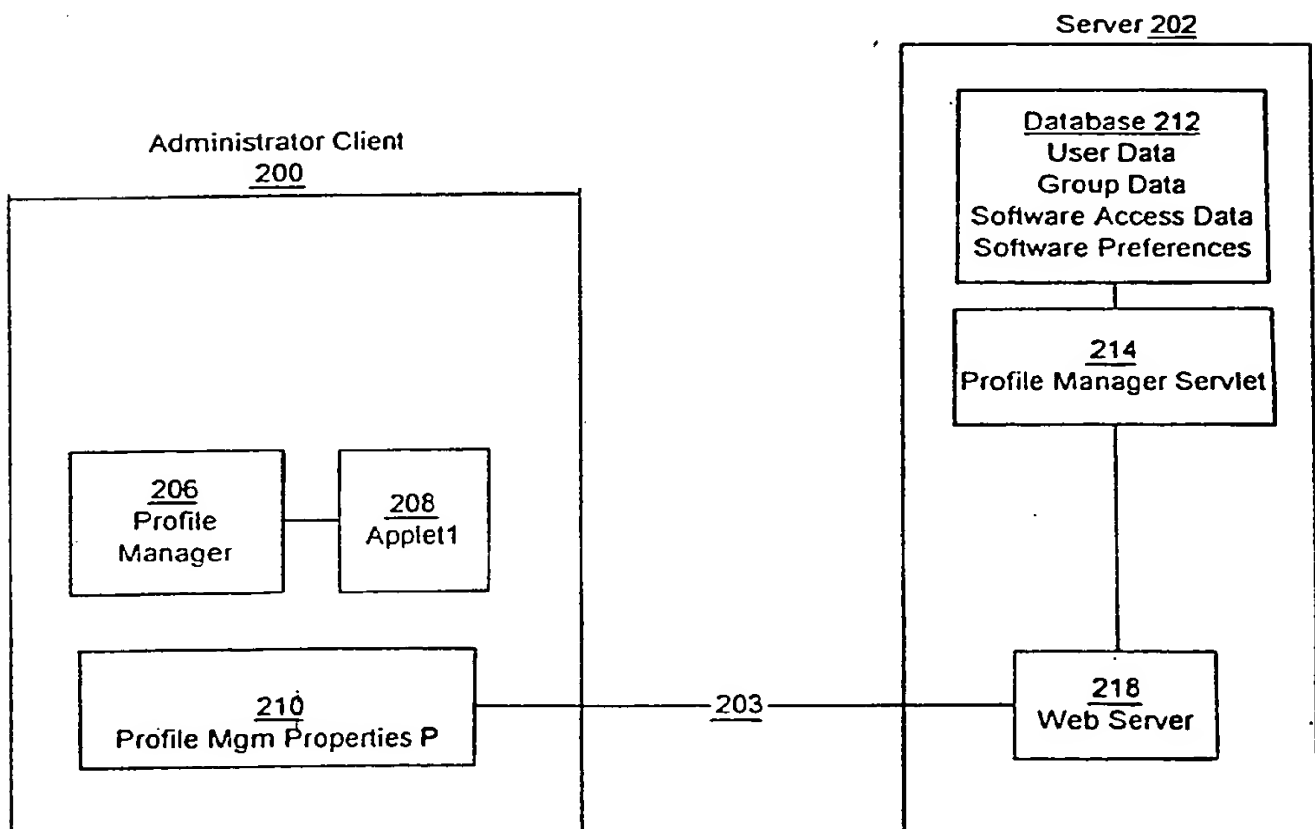 Server 202
Database 212
User Data
Group Data
Software Access Data
Software Preferences
214
Profile Manager Servlet
Administrator Client
200
206
Profile
Manager
208
Applet1
210
Profile Mgm Properties P
203
218
Web Server